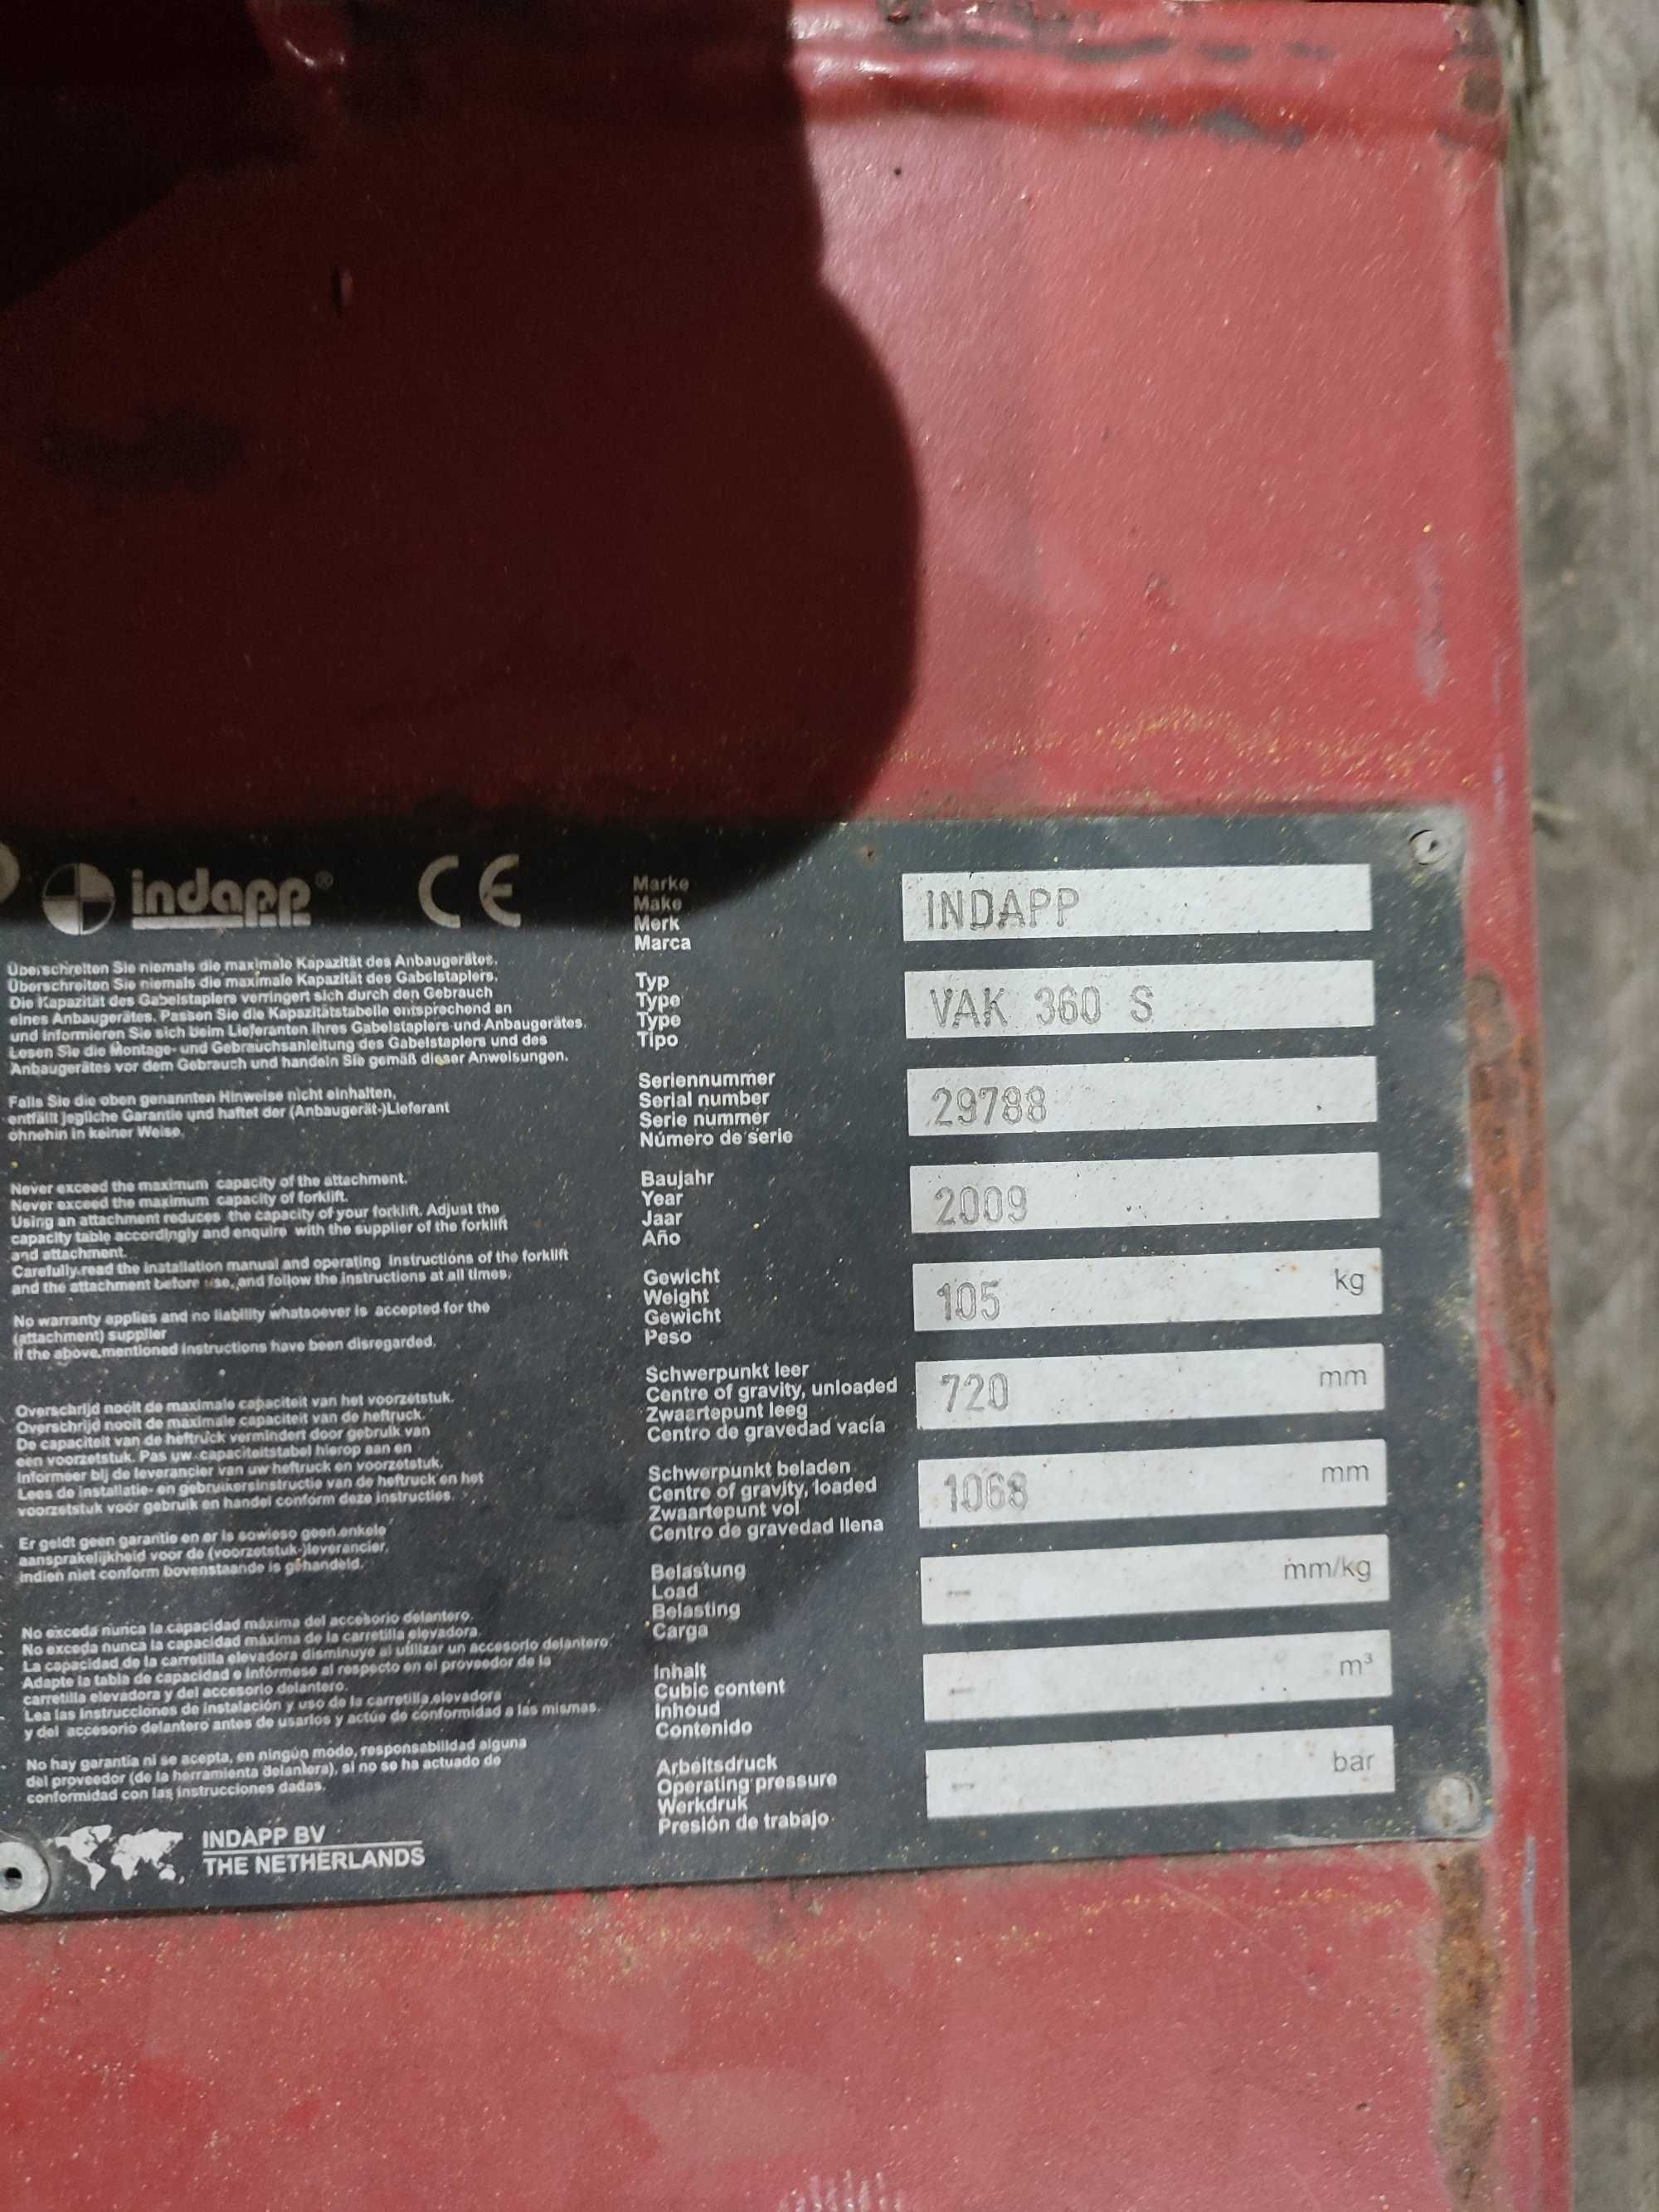 indapp® CE
Überschreiten Sie niemals die maximale Kapazität des Anbaugerätes.
Überschreiten Sie niemals die maximale Kapazität des Gabelstaplers.
Die Kapazität des Gabelstaplers verringert sich durch den Gebrauch
eines Anbaugerätes. Passen Sie die Kapazitätstabelle entsprechend an
und informieren Sie sich beim Lieferanten Ihres Gabelstaplers und Anbaugerätes.
Lesen Sie die Montage- und Gebrauchsanleitung des Gabelstaplers und des
Anbaugerätes vor dem Gebrauch und handeln Sie gemäß dieser Anweisungen.
Falls Sie die oben genannten Hinweise nicht einhalten,
entfällt jegliche Garantie und haftet der (Anbaugerät-)Lieferant
ohnehin in keiner Weise.
Never exceed the maximum capacity of the attachment.
Never exceed the maximum capacity of forklift.
Using an attachment reduces the capacity of your forklift. Adjust the
capacity table accordingly and enquire with the supplier of the forklift
and attachment.
Carefully read the installation manual and operating instructions of the forklift
and the attachment before use, and follow the instructions at all times.
No warranty applies and no liability whatsoever is accepted for the
(attachment) supplier
if the above mentioned instructions have been disregarded.
Overschrijd nooit de maximale capaciteit van het voorzetstuk.
Overschrijd nooit de maximale capaciteit van de heftruck.
De capaciteit van de heftruck vermindert door gebruik van
een voorzetstuk. Pas uw capaciteitstabel hierop aan en
informeer bij de leverancier van uw heftruck en voorzetstuk.
Lees de installatie- en gebruikersinstructie van de heftruck en het
voorzetstuk voor gebruik en handel conform deze instructies.
Er geldt geen garantie en er is sowieso geen enkele
aansprakelijkheid voor de (voorzetstuk-)leverancier,
indien niet conform bovenstaande is gehandeld.
No exceda nunca la capacidad máxima del accesorio delantero.
No exceda nunca la capacidad máxima de la carretilla elevadora.
La capacidad de la carretilla elevadora disminuye al utilizar un accesorio delantero.
Adapte la tabla de capacidad e infórmese al respecto en el proveedor de la
carretilla elevadora y del accesorio delantero.
Lea las instrucciones de instalación y uso de la carretilla elevadora
y del accesorio delantero antes de usarlos y actúe de conformidad a las mismas.
No hay garantía ni se acepta, en ningún modo, responsabilidad alguna
del proveedor (de la herramienta delantera), si no se ha actuado de
conformidad con las instrucciones dadas.
INDAPP BV
THE NETHERLANDS
Marke
Make
Merk
Marca
INDAPP
Typ
Type
Type
Tipo
VAK 360 S
Seriennummer
Serial number
Serie nummer
Número de serie
29788
Baujahr
Year
Jaar
Año
2009
Gewicht
Weight
Gewicht
Peso
105 kg
Schwerpunkt leer
Centre of gravity, unloaded
Zwaartepunt leeg
Centro de gravedad vacía
720 mm
Schwerpunkt beladen
Centre of gravity, loaded
Zwaartepunt vol
Centro de gravedad llena
1068 mm
Belastung
Load
Belasting
Carga
- mm/kg
Inhalt
Cubic content
Inhoud
Contenido
- m³
Arbeitsdruck
Operating pressure
Werkdruk
Presión de trabajo
- bar